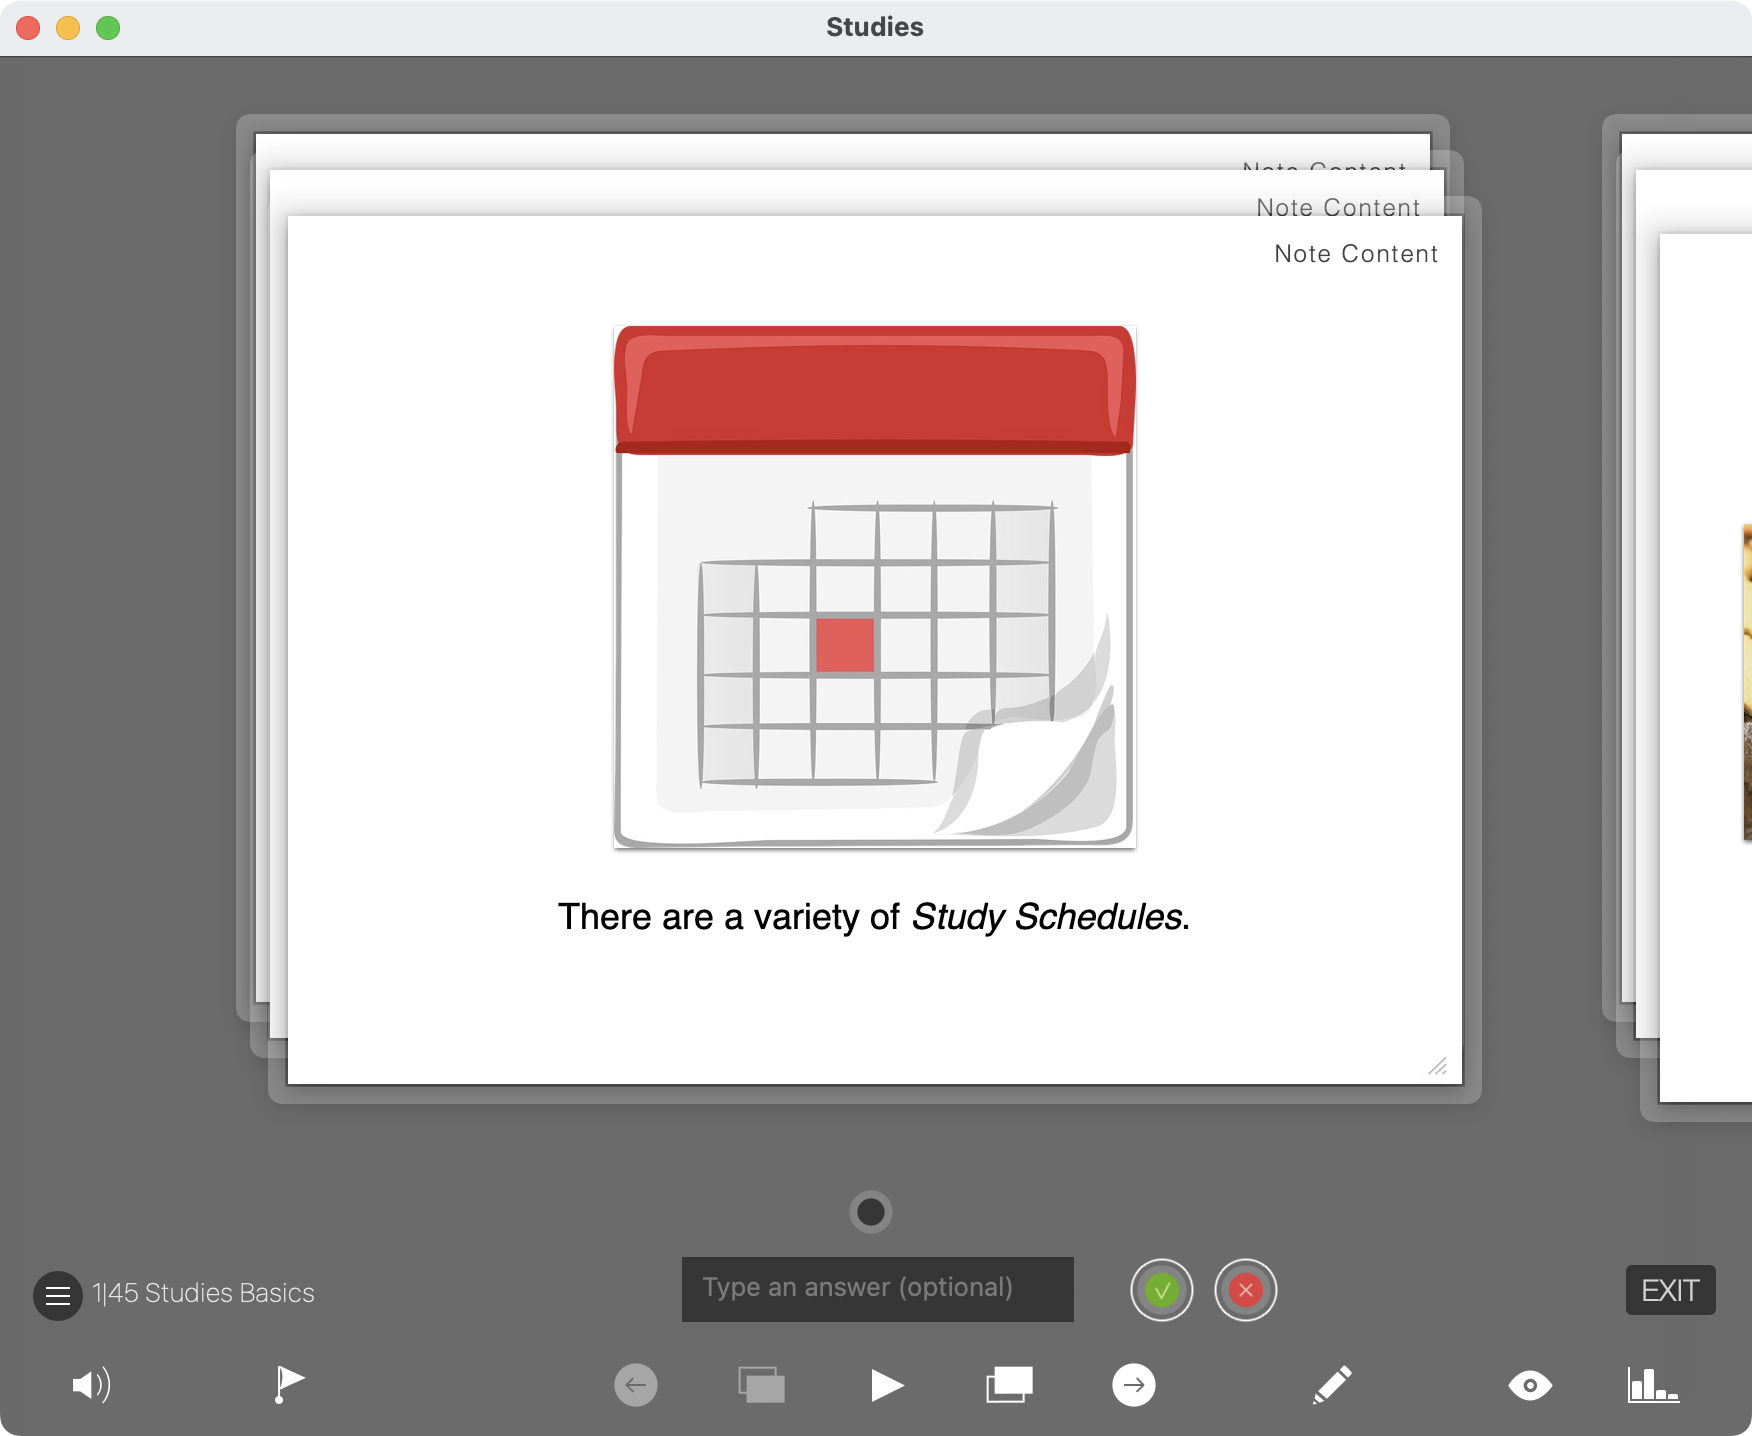 Studies
Note Content
Note Content
Note Content
There are a variety of Study Schedules.
Type an answer (optional)
1|45 Studies Basics
EXIT